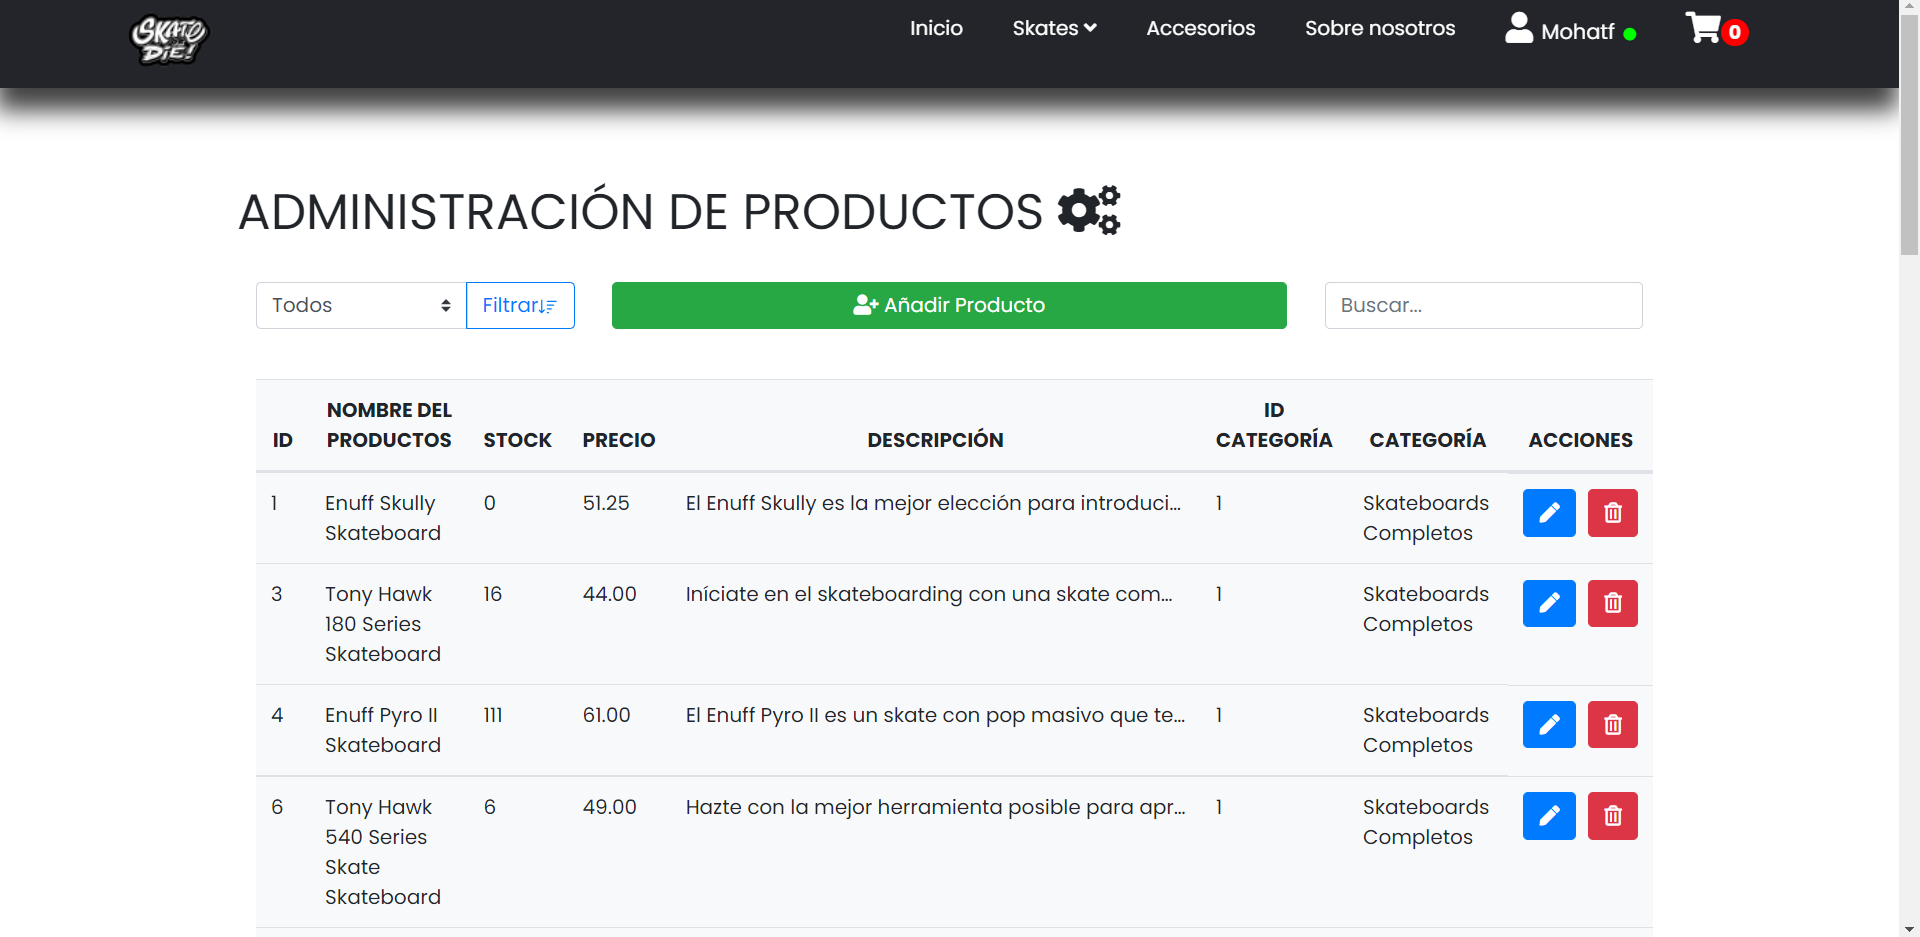 SKATE
OR
DIE!
Inicio
Skates
Accesorios
Sobre nosotros
Mohatf
0
ADMINISTRACIÓN DE PRODUCTOS
Todos
Filtrar
Añadir Producto
Buscar...
ID
NOMBRE DEL
PRODUCTOS
STOCK
PRECIO
DESCRIPCIÓN
ID
CATEGORÍA
CATEGORÍA
ACCIONES
1
Enuff Skully
Skateboard
0
51.25
El Enuff Skully es la mejor elección para introduci...
1
Skateboards
Completos
3
Tony Hawk
180 Series
Skateboard
16
44.00
Iníciate en el skateboarding con una skate com...
1
Skateboards
Completos
4
Enuff Pyro II
Skateboard
111
61.00
El Enuff Pyro II es un skate con pop masivo que te...
1
Skateboards
Completos
6
Tony Hawk
540 Series
Skate
Skateboard
6
49.00
Hazte con la mejor herramienta posible para apr...
1
Skateboards
Completos